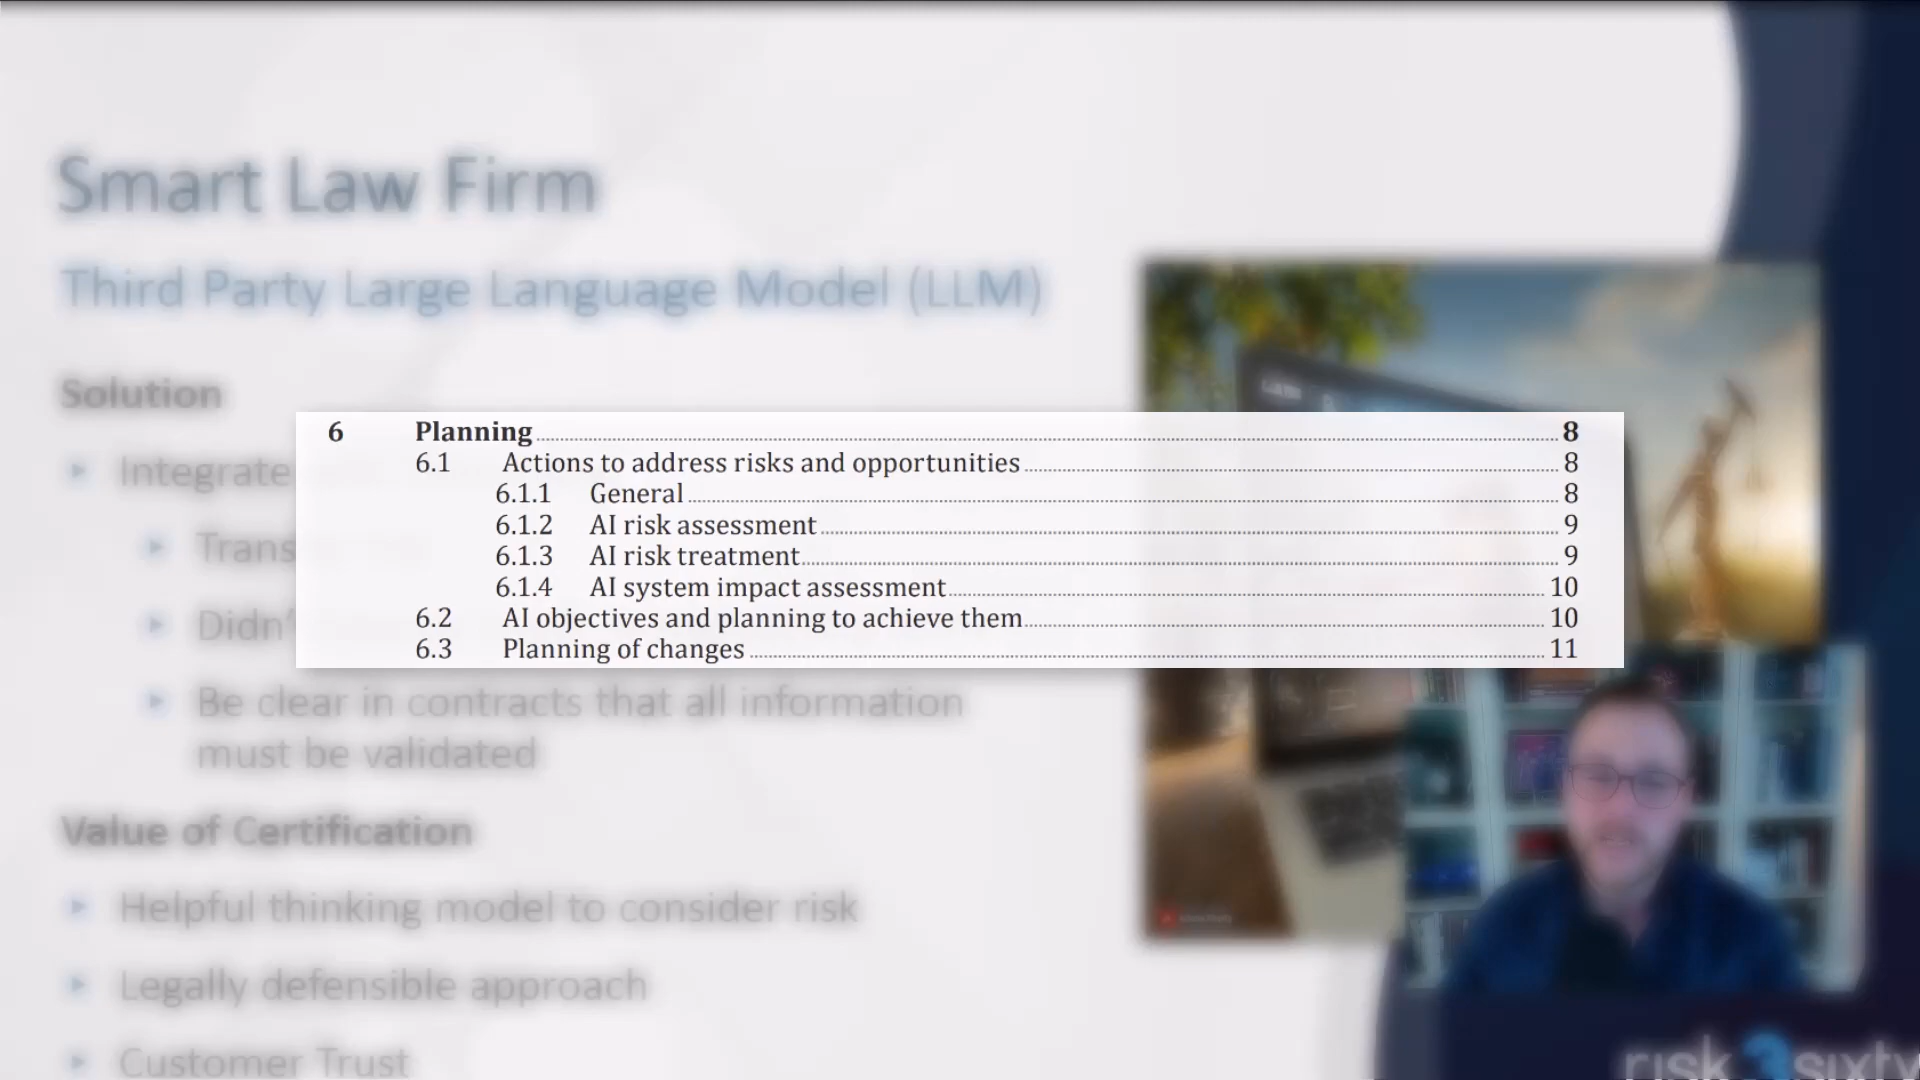 Smart Law Firm
Third Party Large Language Model (LLM)
Solution
6 Planning 8
6.1 Actions to address risks and opportunities 8
Integrate
6.1.1 General 8
6.1.2 AI risk assessment 9
Trans
6.1.3 AI risk treatment 9
6.1.4 AI system impact assessment 10
6.2 AI objectives and planning to achieve them 10
Didn'
6.3 Planning of changes 11
Be clear in contracts that all information
must be validated
Value of Certification
Helpful thinking model to consider risk
Legally defensible approach
Customer Trust
risk3sixty